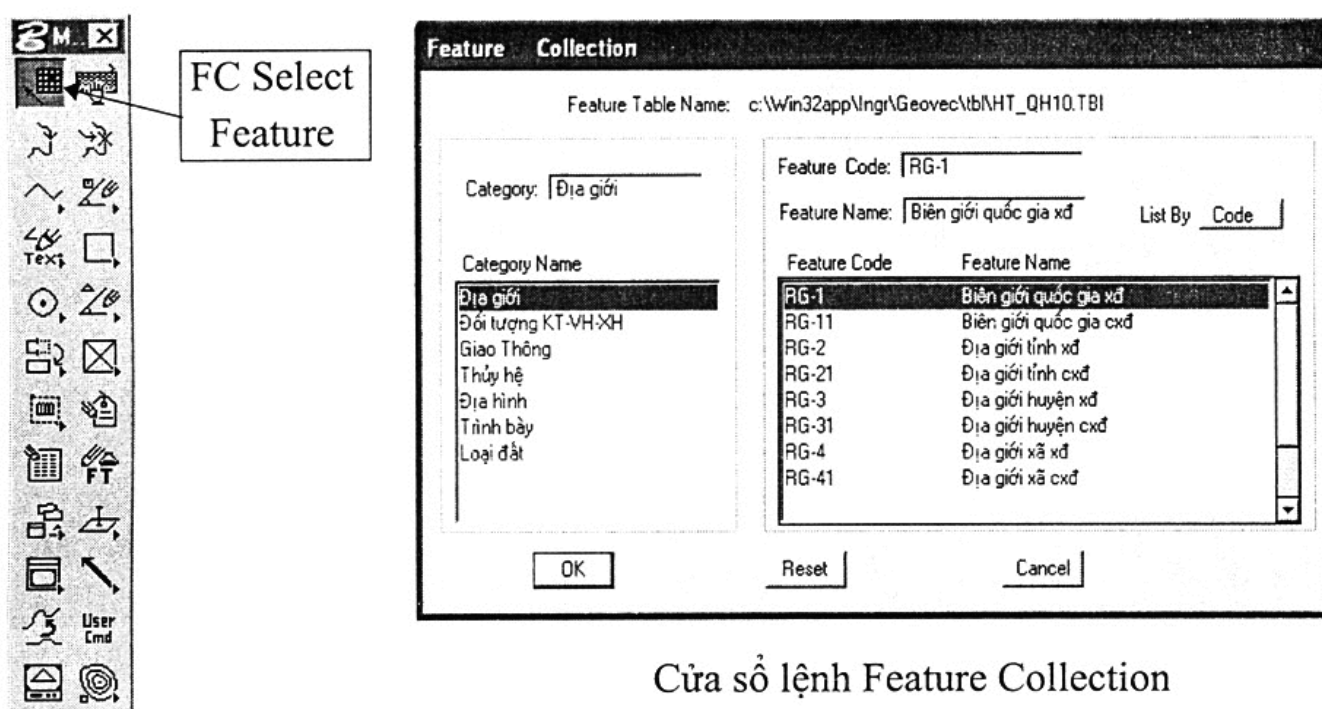 M..
FC Select
Feature
Text
FT
User
Cmd
Feature Collection
Feature Table Name: c:\Win32app\Ingr\Geovec\tbl\HT_QH10.TBl
Category: Địa giới
Category Name
Địa giới
Đối tượng KT-VH-XH
Giao Thông
Thủy hệ
Địa hình
Trình bày
Loại đất
Feature Code: RG-1
Feature Name: Biên giới quốc gia xđ
List By Code
Feature Code Feature Name
RG-1 Biên giới quốc gia xđ
RG-11 Biên giới quốc gia cxđ
RG-2 Địa giới tỉnh xđ
RG-21 Địa giới tỉnh cxđ
RG-3 Địa giới huyện xđ
RG-31 Địa giới huyện cxđ
RG-4 Địa giới xã xđ
RG-41 Địa giới xã cxđ
OK Reset Cancel
Cửa sổ lệnh Feature Collection